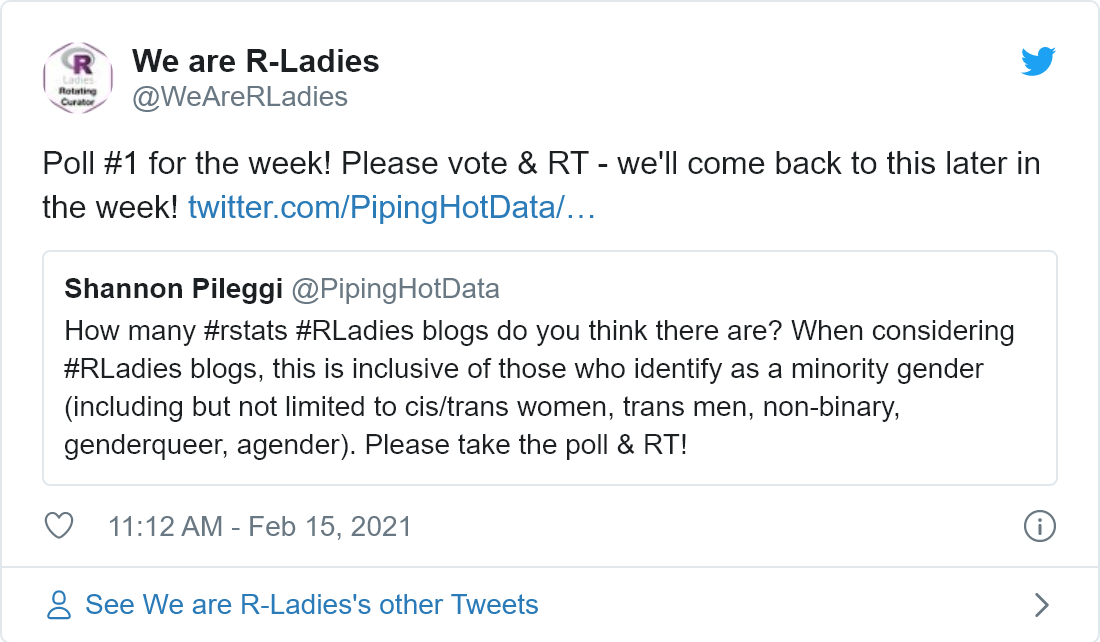 R
Ladies
Rotating
Curator
We are R-Ladies
@WeAreRLadies
Poll #1 for the week! Please vote & RT - we'll come back to this later in
the week! twitter.com/PipingHotData/…
Shannon Pileggi @PipingHotData
How many #rstats #RLadies blogs do you think there are? When considering
#RLadies blogs, this is inclusive of those who identify as a minority gender
(including but not limited to cis/trans women, trans men, non-binary,
genderqueer, agender). Please take the poll & RT!
11:12 AM - Feb 15, 2021
See We are R-Ladies's other Tweets